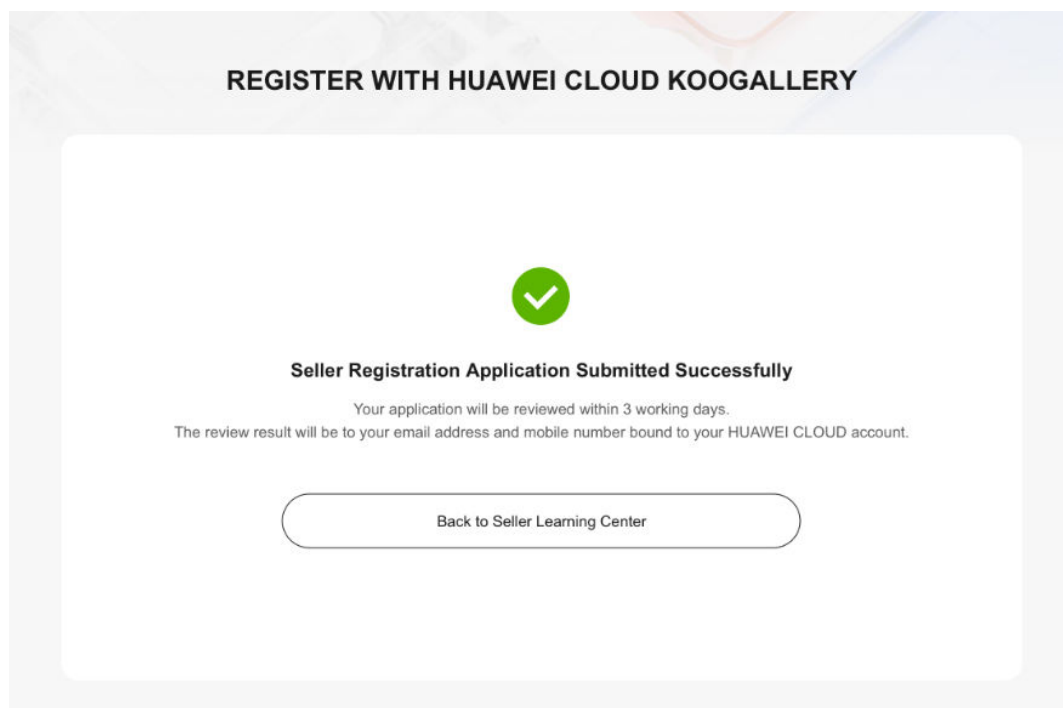 REGISTER WITH HUAWEI CLOUD KOOGALLERY
Seller Registration Application Submitted Successfully
Your application will be reviewed within 3 working days.
The review result will be to your email address and mobile number bound to your HUAWEI CLOUD account.
Back to Seller Learning Center